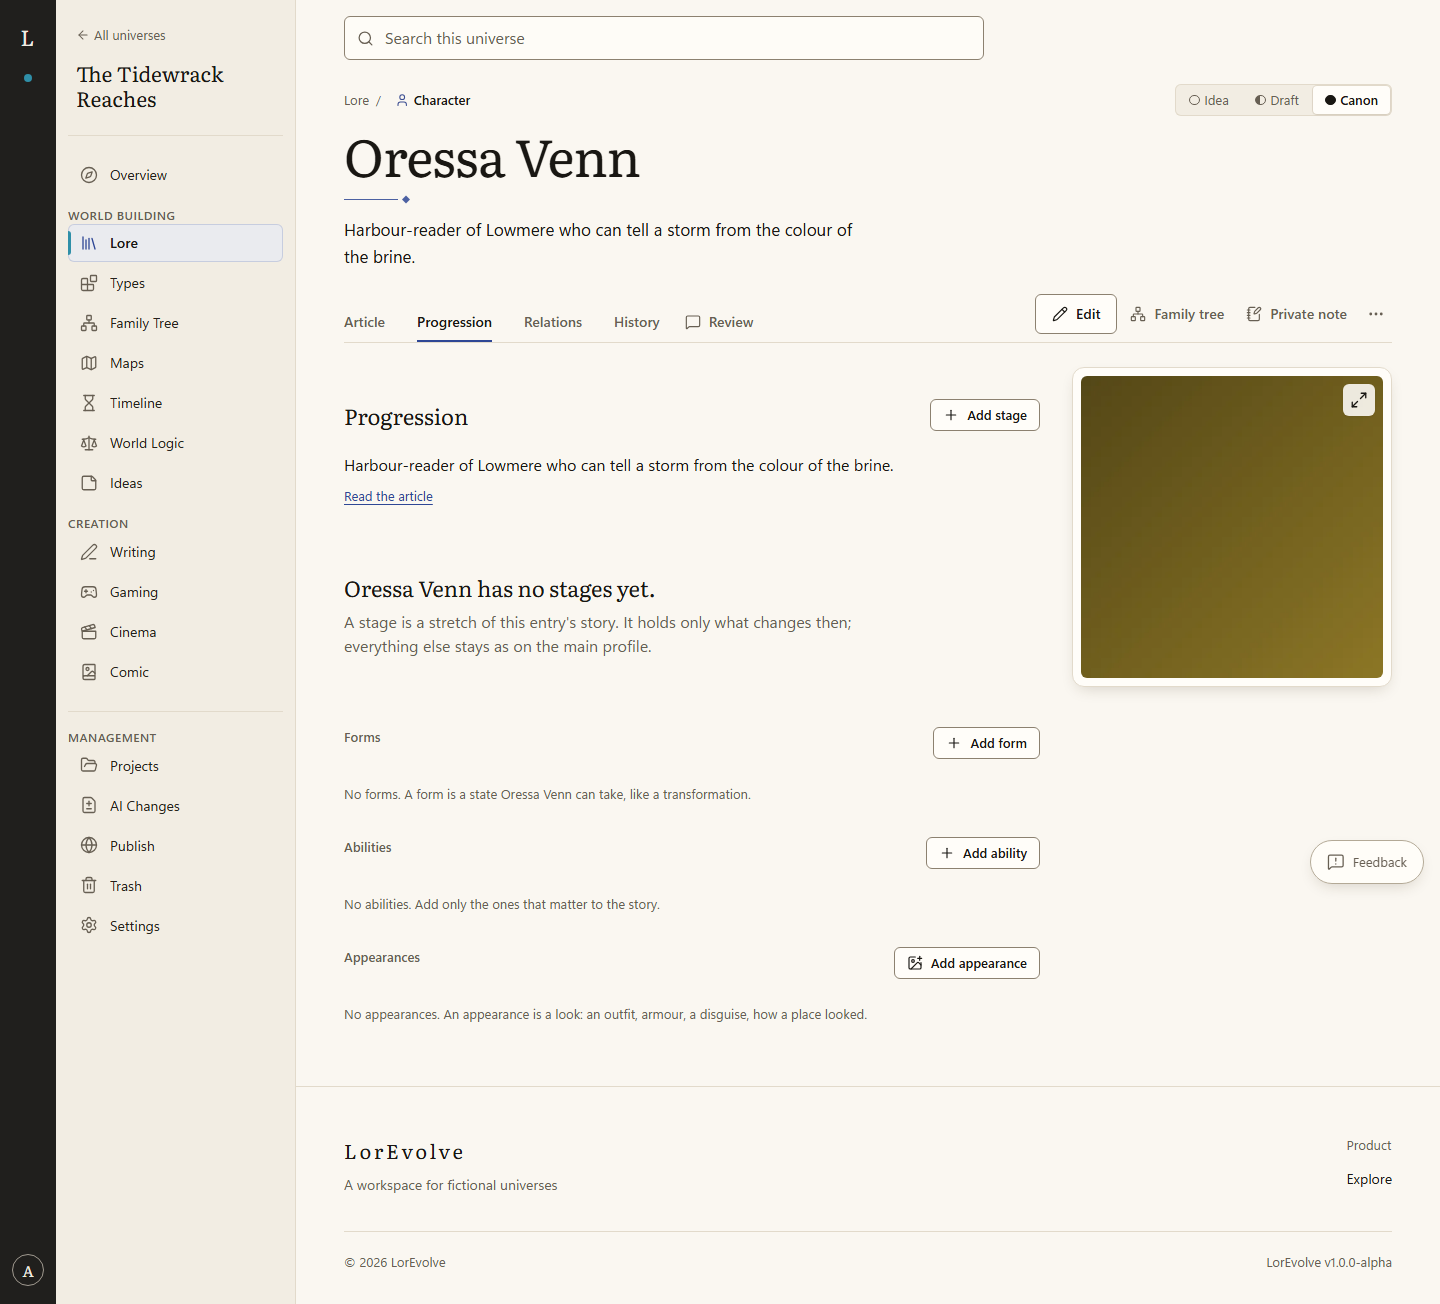 L
All universes
The Tidewrack
Reaches
Overview
WORLD BUILDING
Lore
Types
Family Tree
Maps
Timeline
World Logic
Ideas
CREATION
Writing
Gaming
Cinema
Comic
MANAGEMENT
Projects
AI Changes
Publish
Trash
Settings
A
Search this universe
Lore / Character
Idea Draft Canon
Oressa Venn
Harbour-reader of Lowmere who can tell a storm from the colour of
the brine.
Article Progression Relations History Review
Edit Family tree Private note
Progression
Add stage
Harbour-reader of Lowmere who can tell a storm from the colour of the brine.
Read the article
Oressa Venn has no stages yet.
A stage is a stretch of this entry's story. It holds only what changes then;
everything else stays as on the main profile.
Forms
Add form
No forms. A form is a state Oressa Venn can take, like a transformation.
Abilities
Add ability
No abilities. Add only the ones that matter to the story.
Appearances
Add appearance
No appearances. An appearance is a look: an outfit, armour, a disguise, how a place looked.
Feedback
LorEvolve
A workspace for fictional universes
Product
Explore
© 2026 LorEvolve
LorEvolve v1.0.0-alpha